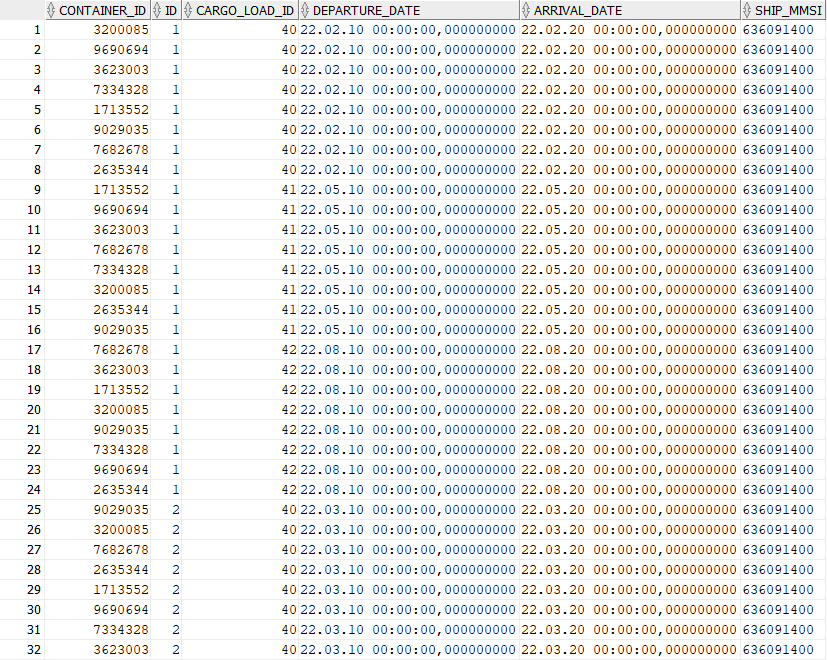 CONTAINER_ID ID CARGO_LOAD_ID DEPARTURE_DATE ARRIVAL_DATE SHIP_MMSI
1 3200085 1 40 22.02.10 00:00:00,000000000 22.02.20 00:00:00,000000000 636091400
2 9690694 1 40 22.02.10 00:00:00,000000000 22.02.20 00:00:00,000000000 636091400
3 3623003 1 40 22.02.10 00:00:00,000000000 22.02.20 00:00:00,000000000 636091400
4 7334328 1 40 22.02.10 00:00:00,000000000 22.02.20 00:00:00,000000000 636091400
5 1713552 1 40 22.02.10 00:00:00,000000000 22.02.20 00:00:00,000000000 636091400
6 9029035 1 40 22.02.10 00:00:00,000000000 22.02.20 00:00:00,000000000 636091400
7 7682678 1 40 22.02.10 00:00:00,000000000 22.02.20 00:00:00,000000000 636091400
8 2635344 1 40 22.02.10 00:00:00,000000000 22.02.20 00:00:00,000000000 636091400
9 1713552 1 41 22.05.10 00:00:00,000000000 22.05.20 00:00:00,000000000 636091400
10 9690694 1 41 22.05.10 00:00:00,000000000 22.05.20 00:00:00,000000000 636091400
11 3623003 1 41 22.05.10 00:00:00,000000000 22.05.20 00:00:00,000000000 636091400
12 7682678 1 41 22.05.10 00:00:00,000000000 22.05.20 00:00:00,000000000 636091400
13 7334328 1 41 22.05.10 00:00:00,000000000 22.05.20 00:00:00,000000000 636091400
14 3200085 1 41 22.05.10 00:00:00,000000000 22.05.20 00:00:00,000000000 636091400
15 2635344 1 41 22.05.10 00:00:00,000000000 22.05.20 00:00:00,000000000 636091400
16 9029035 1 41 22.05.10 00:00:00,000000000 22.05.20 00:00:00,000000000 636091400
17 7682678 1 42 22.08.10 00:00:00,000000000 22.08.20 00:00:00,000000000 636091400
18 3623003 1 42 22.08.10 00:00:00,000000000 22.08.20 00:00:00,000000000 636091400
19 1713552 1 42 22.08.10 00:00:00,000000000 22.08.20 00:00:00,000000000 636091400
20 3200085 1 42 22.08.10 00:00:00,000000000 22.08.20 00:00:00,000000000 636091400
21 9029035 1 42 22.08.10 00:00:00,000000000 22.08.20 00:00:00,000000000 636091400
22 7334328 1 42 22.08.10 00:00:00,000000000 22.08.20 00:00:00,000000000 636091400
23 9690694 1 42 22.08.10 00:00:00,000000000 22.08.20 00:00:00,000000000 636091400
24 2635344 1 42 22.08.10 00:00:00,000000000 22.08.20 00:00:00,000000000 636091400
25 9029035 2 40 22.03.10 00:00:00,000000000 22.03.20 00:00:00,000000000 636091400
26 3200085 2 40 22.03.10 00:00:00,000000000 22.03.20 00:00:00,000000000 636091400
27 7682678 2 40 22.03.10 00:00:00,000000000 22.03.20 00:00:00,000000000 636091400
28 2635344 2 40 22.03.10 00:00:00,000000000 22.03.20 00:00:00,000000000 636091400
29 1713552 2 40 22.03.10 00:00:00,000000000 22.03.20 00:00:00,000000000 636091400
30 9690694 2 40 22.03.10 00:00:00,000000000 22.03.20 00:00:00,000000000 636091400
31 7334328 2 40 22.03.10 00:00:00,000000000 22.03.20 00:00:00,000000000 636091400
32 3623003 2 40 22.03.10 00:00:00,000000000 22.03.20 00:00:00,000000000 636091400